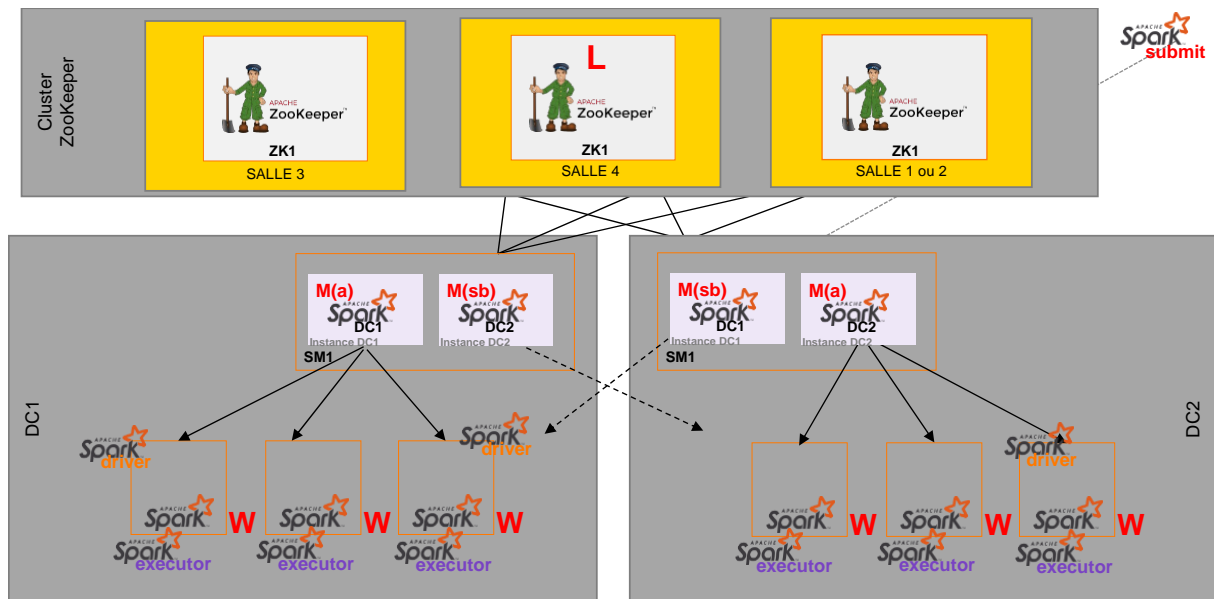 Cluster
ZooKeeper
APACHE
ZooKeeper™
ZK1
SALLE 3
L
APACHE
ZooKeeper™
ZK1
SALLE 4
APACHE
ZooKeeper™
ZK1
SALLE 1 ou 2
APACHE
Spark
submit
DC1
M(a)
APACHE
Spark
DC1
Instance DC1
M(sb)
APACHE
Spark
DC2
Instance DC2
SM1
APACHE
Spark
driver
APACHE
Spark
driver
APACHE
Spark
W
APACHE
Spark
executor
APACHE
Spark
W
APACHE
Spark
executor
APACHE
Spark
W
APACHE
Spark
executor
DC2
M(sb)
APACHE
Spark
DC1
Instance DC1
M(a)
APACHE
Spark
DC2
Instance DC2
SM1
APACHE
Spark
driver
APACHE
Spark
W
APACHE
Spark
executor
APACHE
Spark
W
APACHE
Spark
executor
APACHE
Spark
W
APACHE
Spark
executor